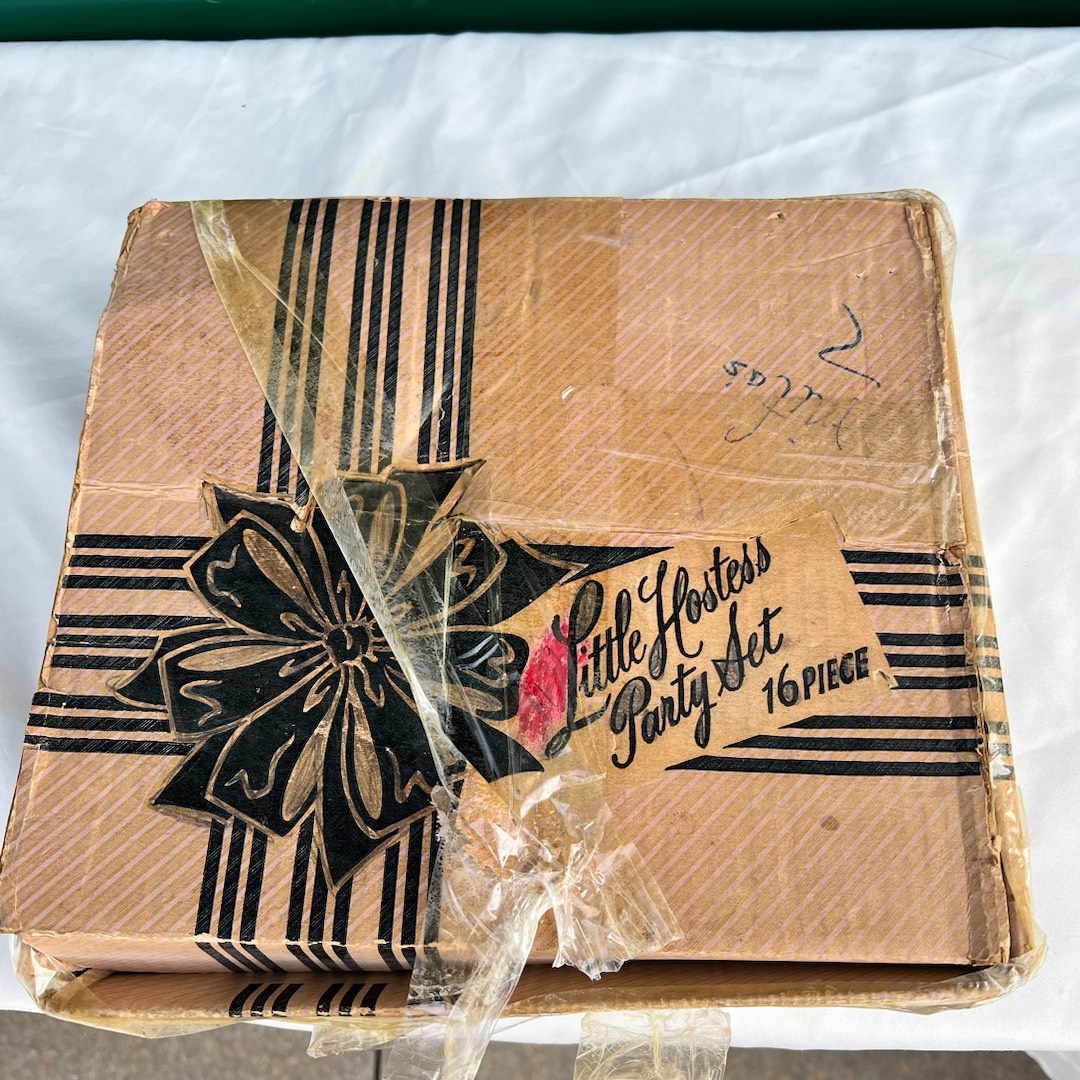 Little Hostess
Party Set
16 PIECE